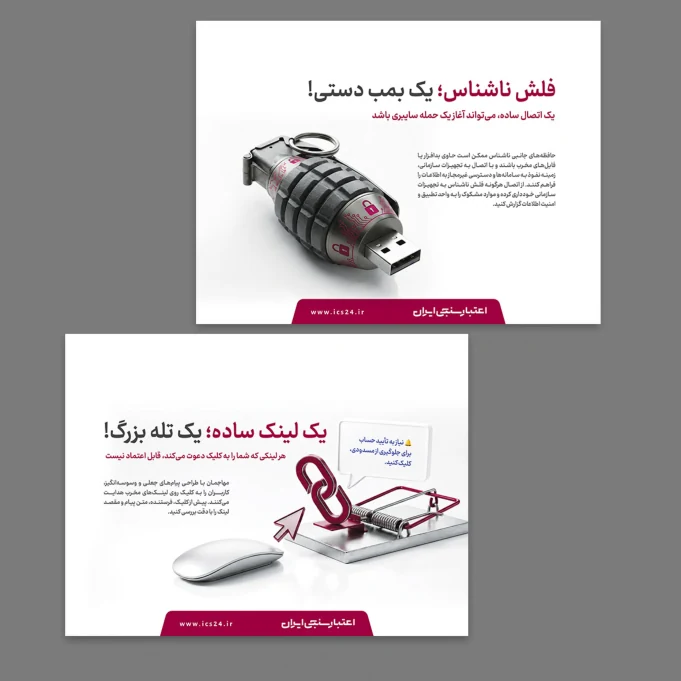 فلش ناشناس؛ یک بمب دستی!
یک اتصال ساده، می‌تواند آغاز یک حمله سایبری باشد
حافظه‌های جانبی ناشناس ممکن است حاوی بدافزار یا
فایل‌های مخرب باشند و با اتصال به تجهیزات سازمانی،
زمینه نفوذ به سامانه‌ها و دسترسی غیرمجاز به اطلاعات را
فراهم کنند. از اتصال هرگونه فلش ناشناس به تجهیزات
سازمانی خودداری کرده و موارد مشکوک را به واحد تطبیق و
امنیت اطلاعات گزارش کنید.
اعتبارسنجی ایران
www.ics24.ir
یک لینک ساده؛ یک تله بزرگ!
هر لینکی که شما را به کلیک دعوت می‌کند، قابل اعتماد نیست
مهاجمان با طراحی پیام‌های جعلی و وسوسه‌انگیز،
کاربران را به کلیک روی لینک‌های مخرب هدایت
می‌کنند. پیش از کلیک، فرستنده، متن پیام و مقصد
لینک را با دقت بررسی کنید.
🔔 نیاز به تأیید حساب
برای جلوگیری از مسدودی،
کلیک کنید.
اعتبارسنجی ایران
www.ics24.ir